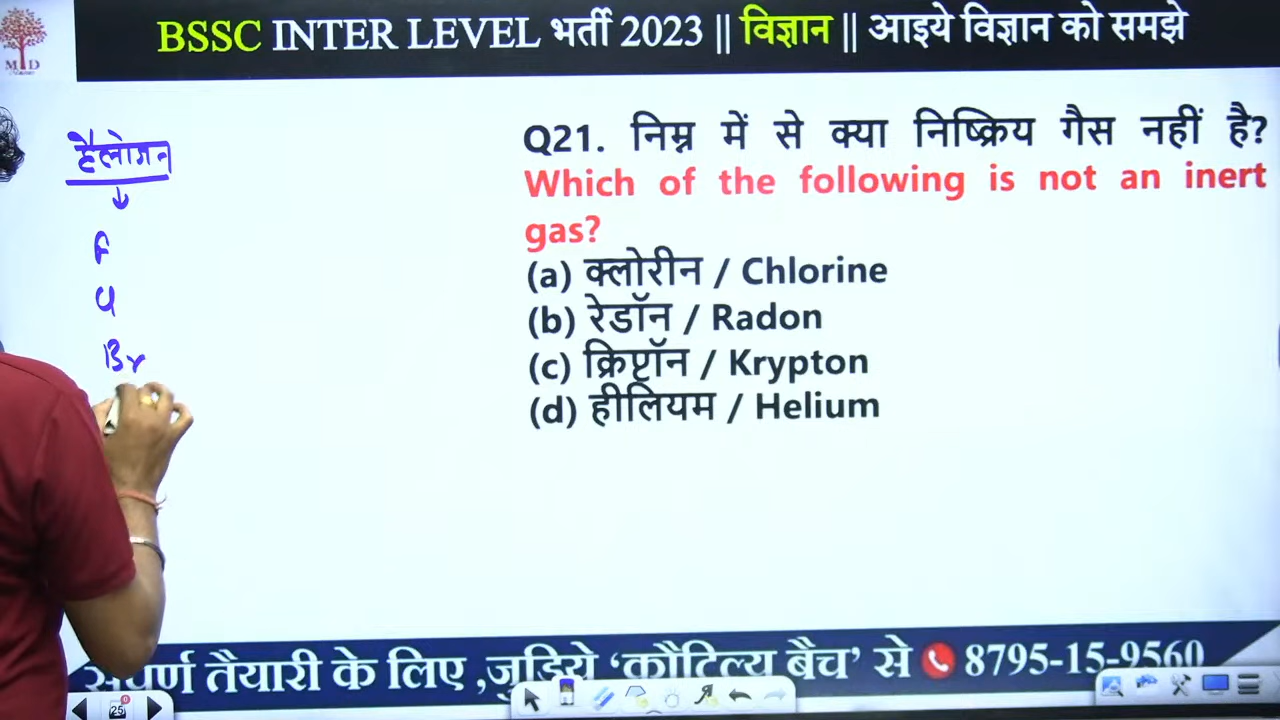 BSSC INTER LEVEL भर्ती 2023 || विज्ञान || आइये विज्ञान को समझे
M D
हैलोजन
↓
F
Cl
Br
Q21. निम्न में से क्या निष्क्रिय गैस नहीं है?
Which of the following is not an inert
gas?
(a) क्लोरीन / Chlorine
(b) रेडॉन / Radon
(c) क्रिप्टॉन / Krypton
(d) हीलियम / Helium
तैयारी के लिए ,जुड़िये ‘कौटिल्य बैच’ से 8795-15-9560
25